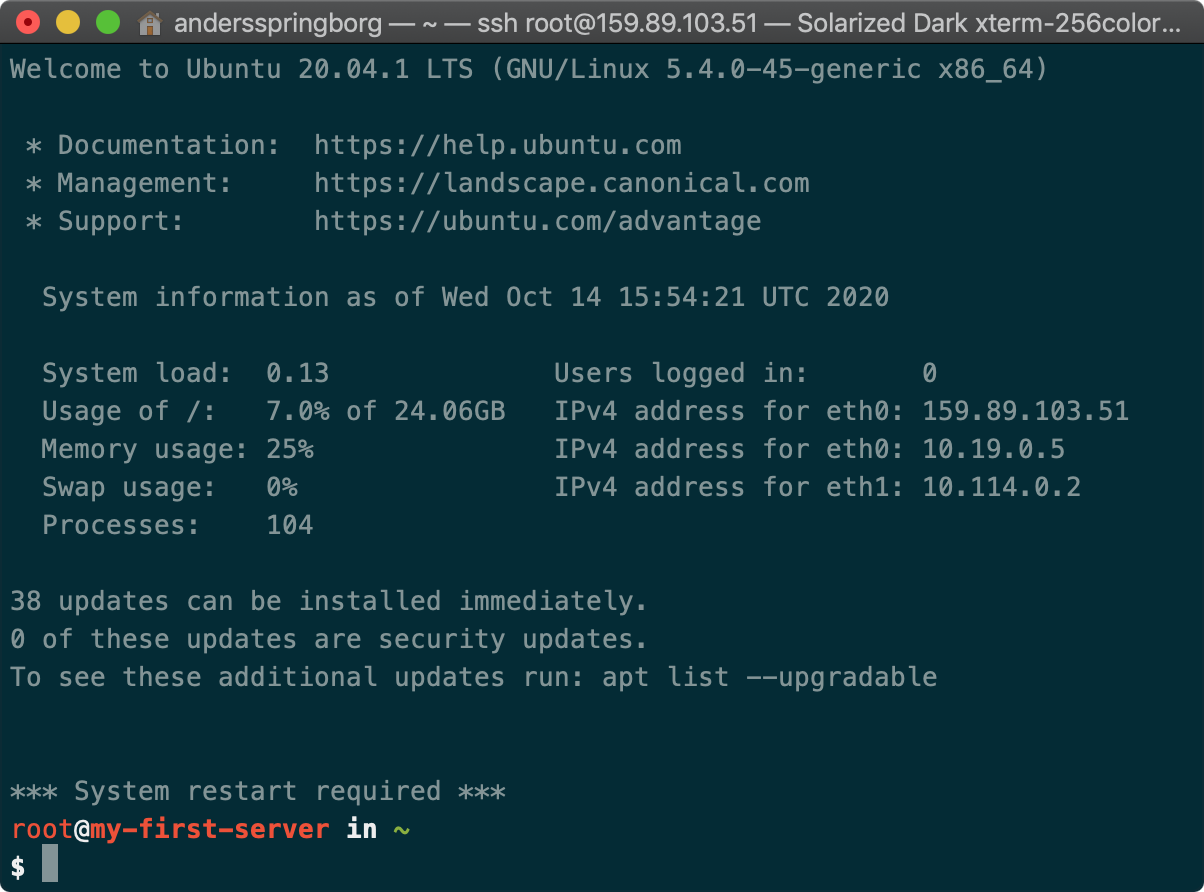 andersspringborg — ~ — ssh root@159.89.103.51 — Solarized Dark xterm-256color…
Welcome to Ubuntu 20.04.1 LTS (GNU/Linux 5.4.0-45-generic x86_64)
* Documentation:  https://help.ubuntu.com
* Management:     https://landscape.canonical.com
* Support:        https://ubuntu.com/advantage
System information as of Wed Oct 14 15:54:21 UTC 2020
System load:  0.13              Users logged in:       0
Usage of /:   7.0% of 24.06GB   IPv4 address for eth0: 159.89.103.51
Memory usage: 25%               IPv4 address for eth0: 10.19.0.5
Swap usage:   0%                IPv4 address for eth1: 10.114.0.2
Processes:    104
38 updates can be installed immediately.
0 of these updates are security updates.
To see these additional updates run: apt list --upgradable
*** System restart required ***
root@my-first-server in ~
$